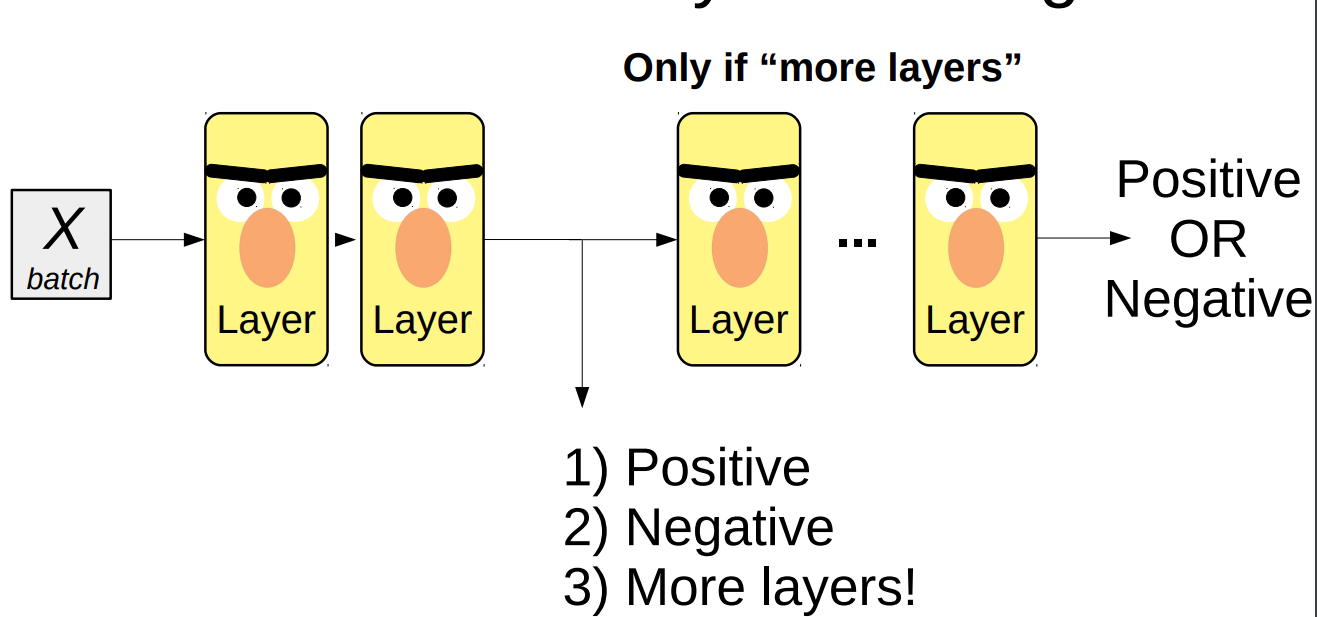 Only if “more layers”
X
batch
Layer
Layer
Layer
...
Layer
Positive
OR
Negative
1) Positive
2) Negative
3) More layers!